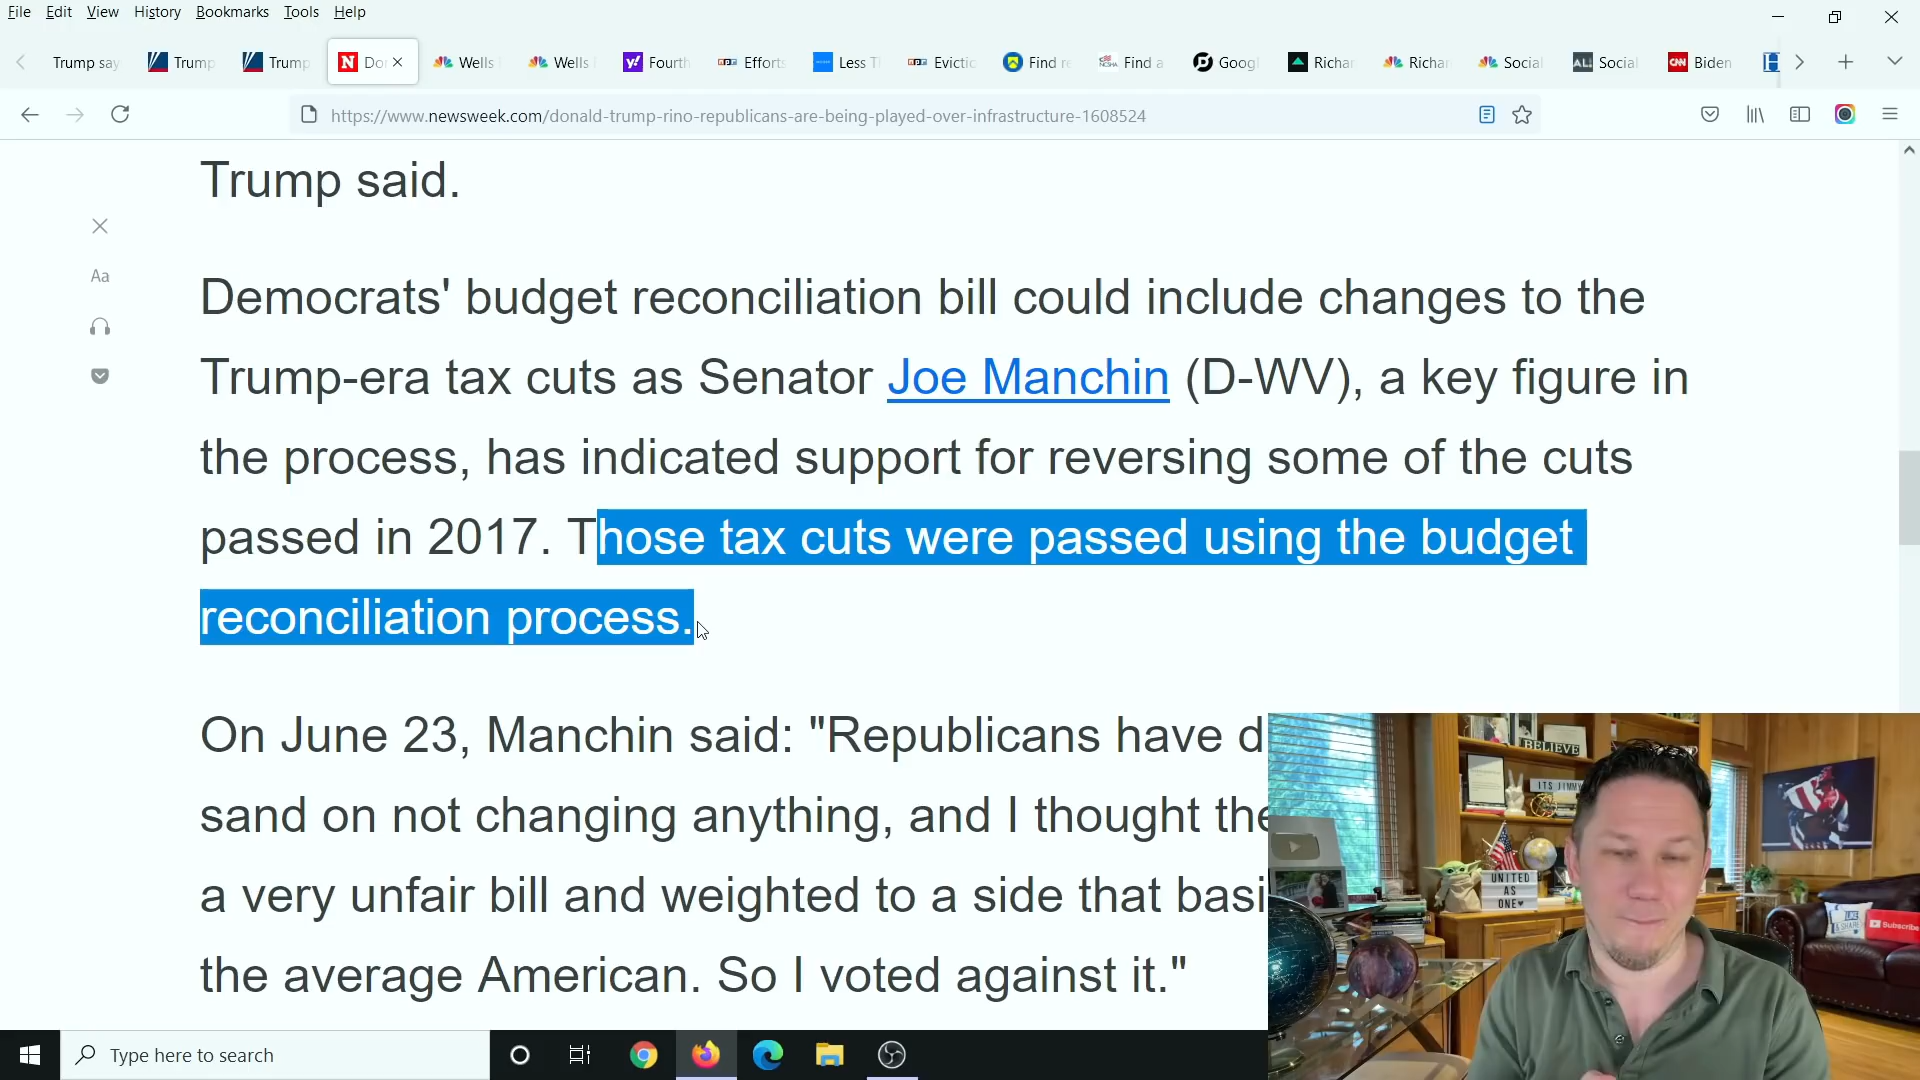 File Edit View History Bookmarks Tools Help
Trump say Trump Trump Do Wells Wells Fourth Efforts Less T Evictic Find re Find a Goog Richar Richar Social Social Biden
https://www.newsweek.com/donald-trump-rino-republicans-are-being-played-over-infrastructure-1608524
Trump said.
Aa
Democrats' budget reconciliation bill could include changes to the
Trump-era tax cuts as Senator Joe Manchin (D-WV), a key figure in
the process, has indicated support for reversing some of the cuts
passed in 2017. Those tax cuts were passed using the budget
reconciliation process.
On June 23, Manchin said: "Republicans have d
sand on not changing anything, and I thought the
a very unfair bill and weighted to a side that basi
the average American. So I voted against it."
BELIEVE
ITS JIMMY
UNITED
AS
ONE♥
LIKE
& SHARE
Subscribe
Type here to search